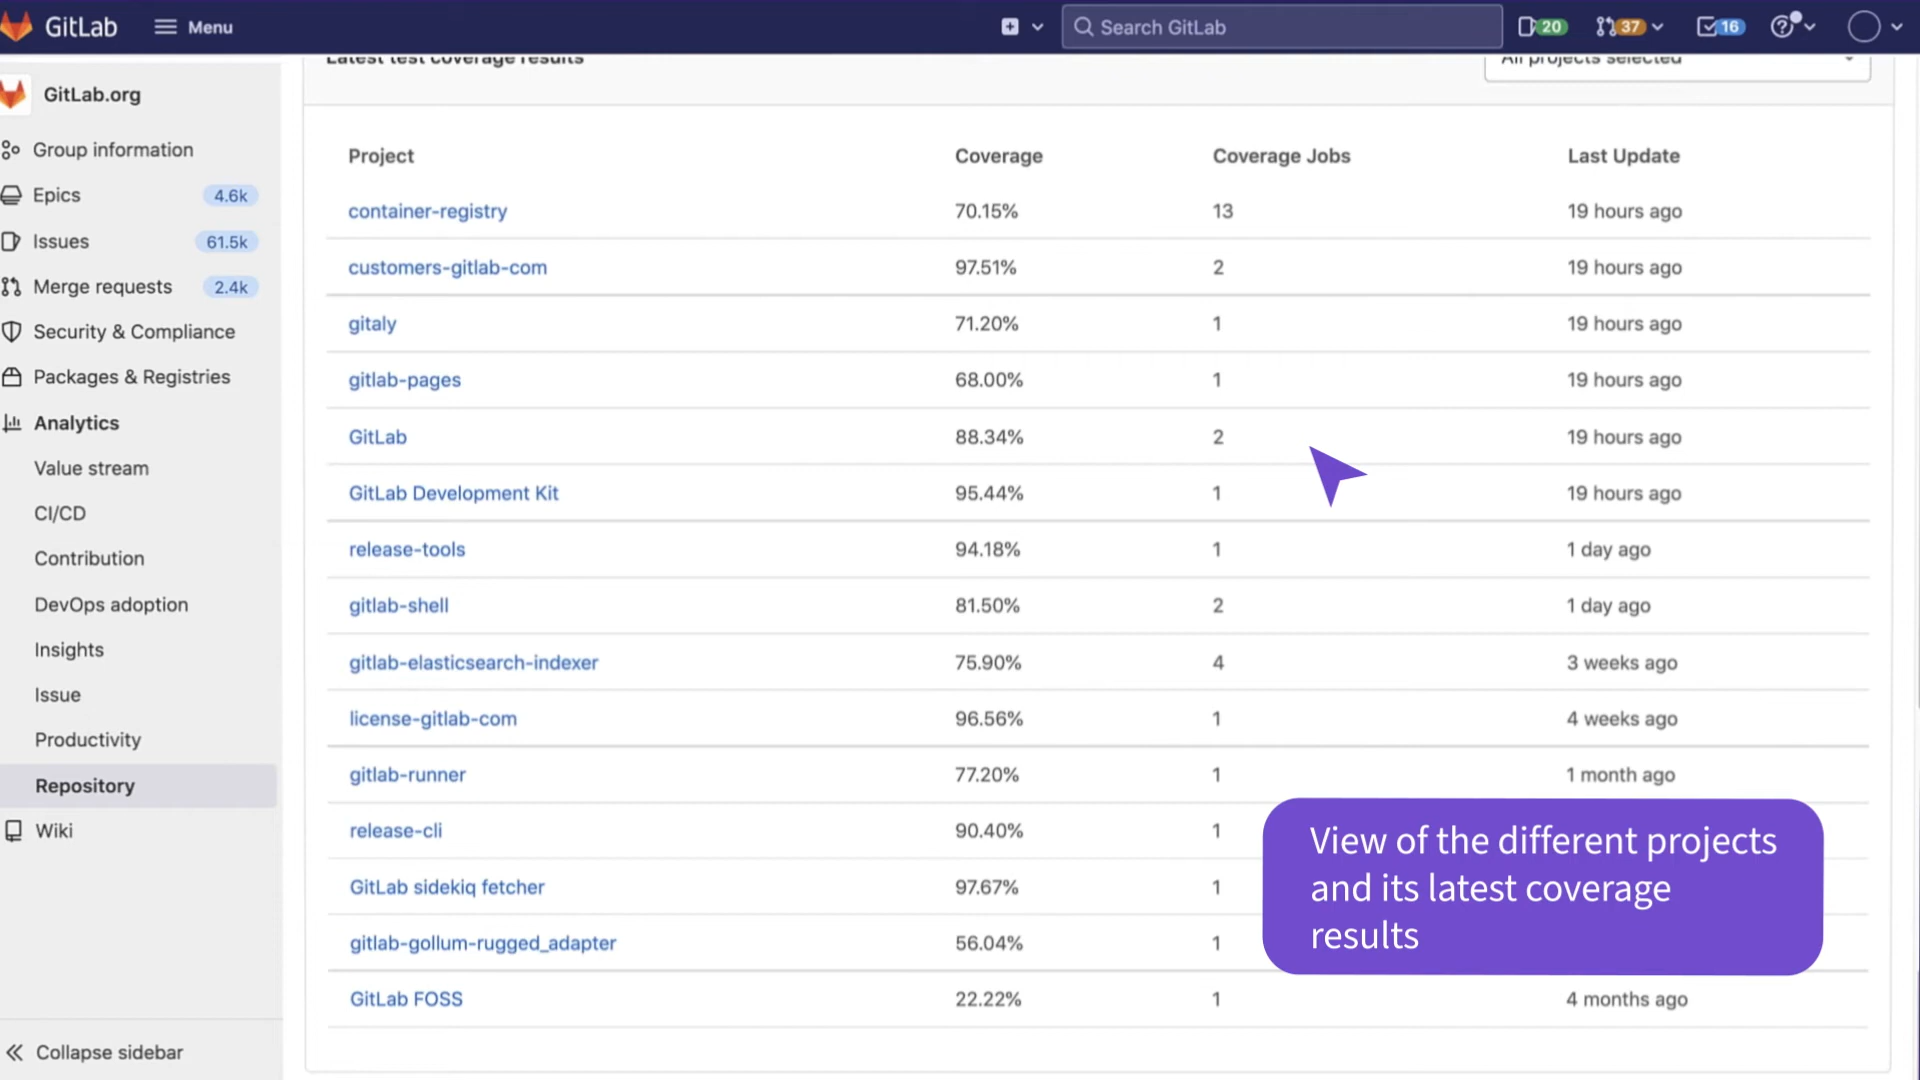 GitLab
Menu
Search GitLab
20
37
16
Latest test coverage results
All projects selected
GitLab.org
Group information
Epics 4.6k
Issues 61.5k
Merge requests 2.4k
Security & Compliance
Packages & Registries
Analytics
Value stream
CI/CD
Contribution
DevOps adoption
Insights
Issue
Productivity
Repository
Wiki
Collapse sidebar
Project Coverage Coverage Jobs Last Update
container-registry 70.15% 13 19 hours ago
customers-gitlab-com 97.51% 2 19 hours ago
gitaly 71.20% 1 19 hours ago
gitlab-pages 68.00% 1 19 hours ago
GitLab 88.34% 2 19 hours ago
GitLab Development Kit 95.44% 1 19 hours ago
release-tools 94.18% 1 1 day ago
gitlab-shell 81.50% 2 1 day ago
gitlab-elasticsearch-indexer 75.90% 4 3 weeks ago
license-gitlab-com 96.56% 1 4 weeks ago
gitlab-runner 77.20% 1 1 month ago
release-cli 90.40% 1
GitLab sidekiq fetcher 97.67% 1
gitlab-gollum-rugged_adapter 56.04% 1
GitLab FOSS 22.22% 1 4 months ago
View of the different projects
and its latest coverage
results